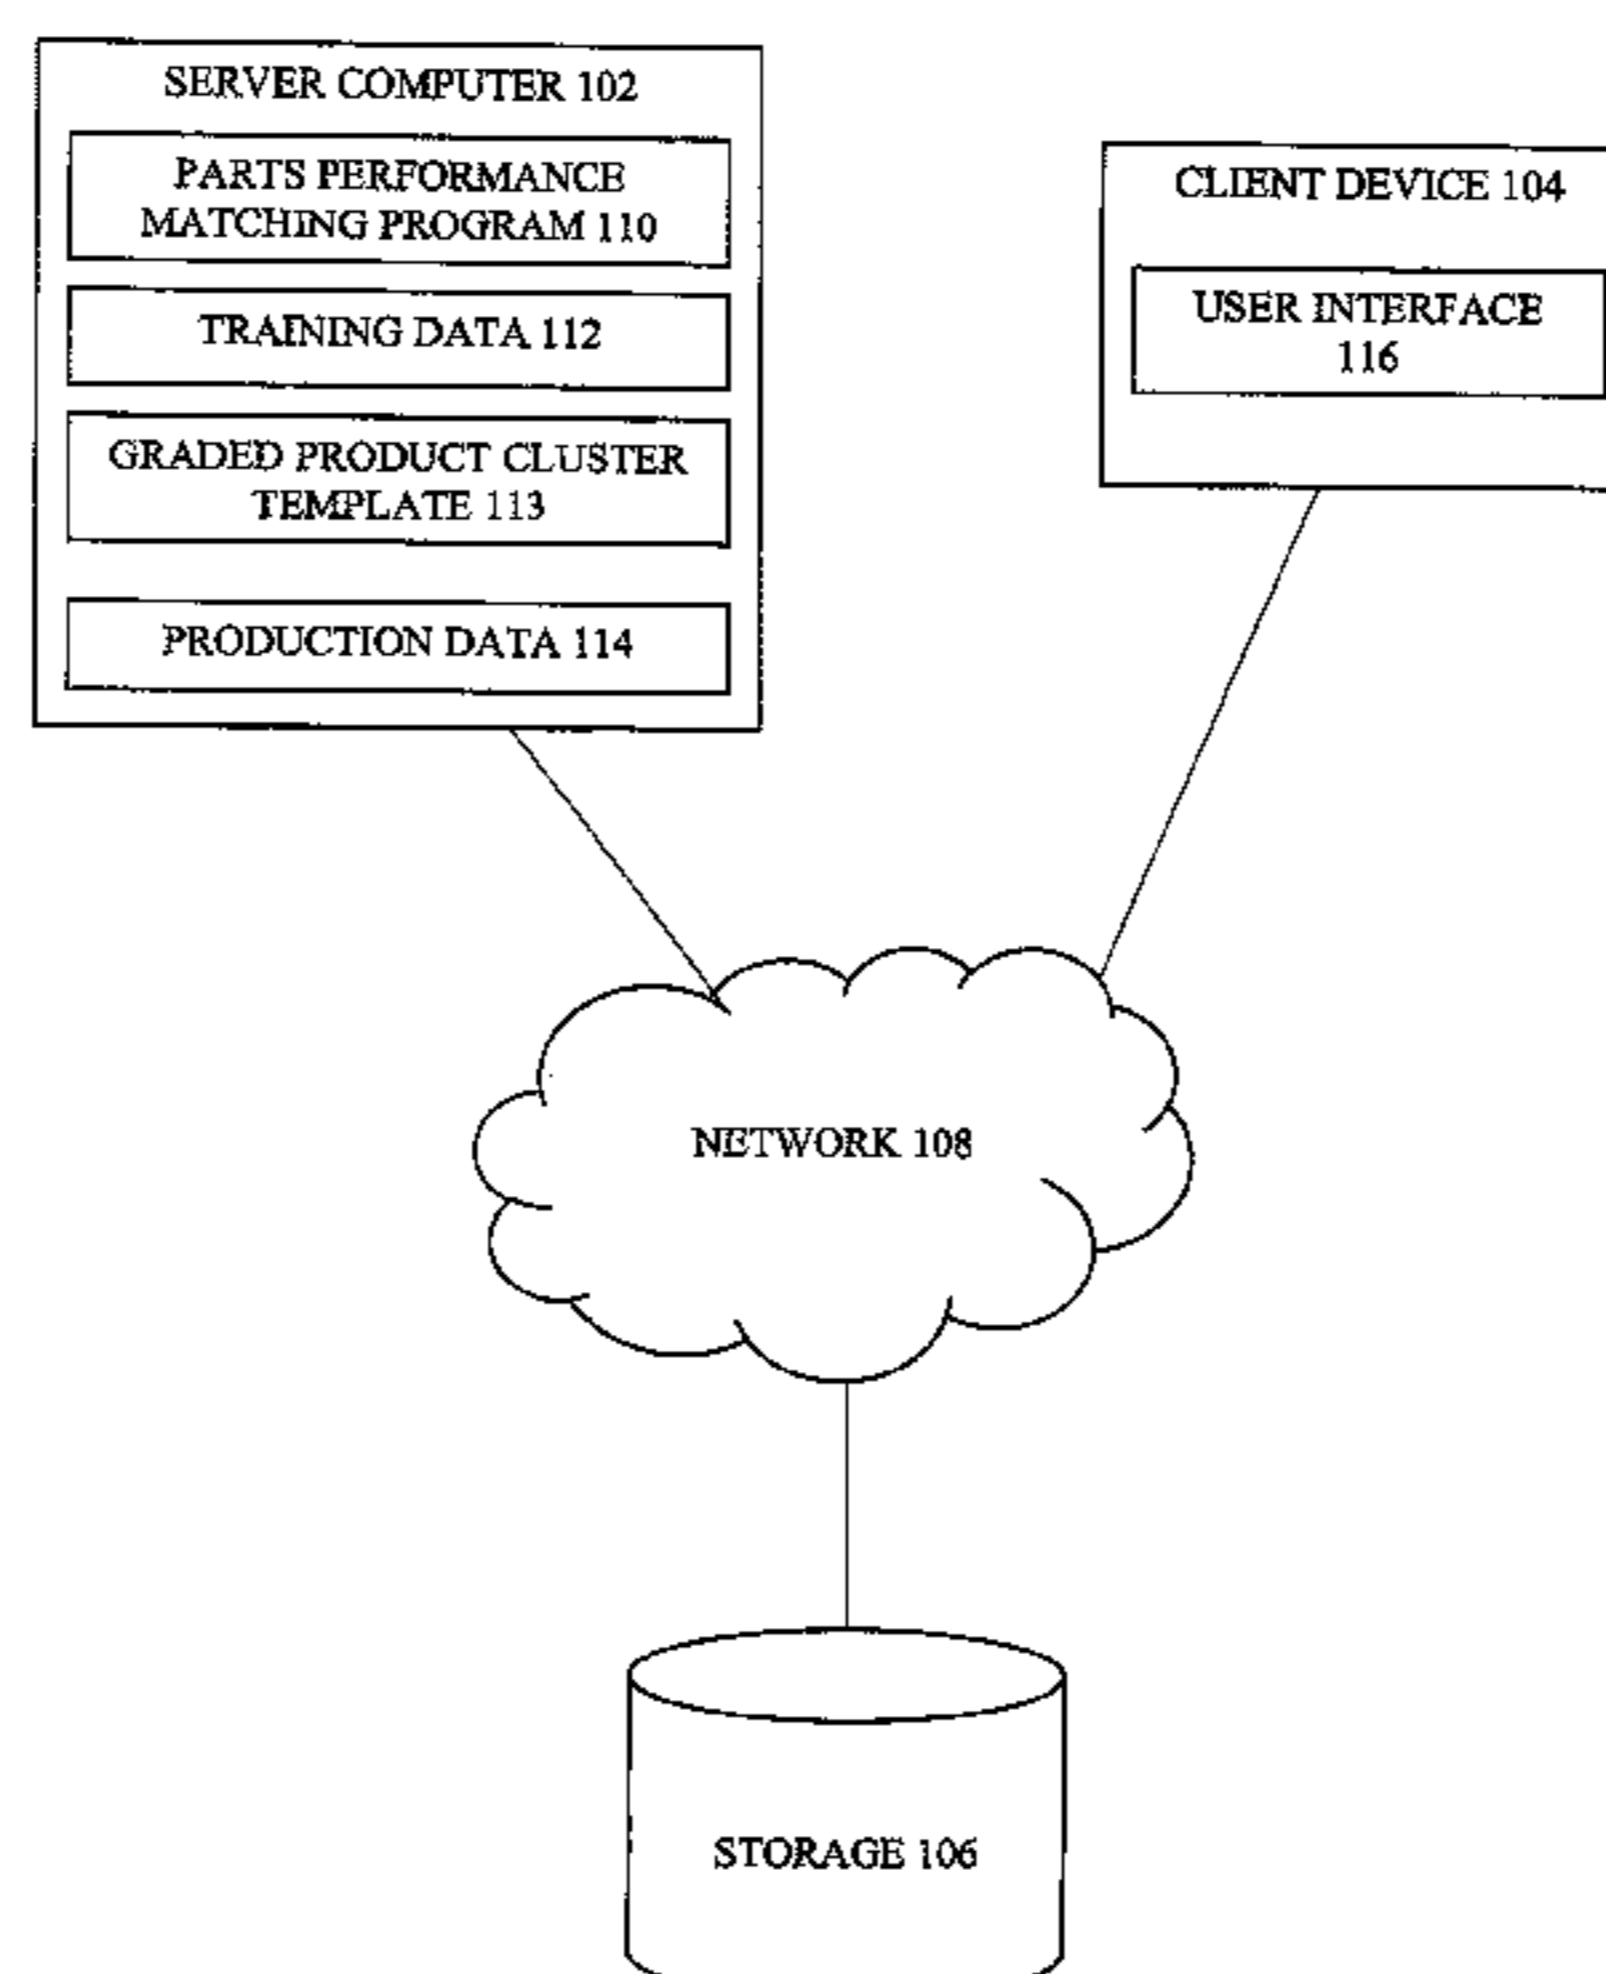 SERVER COMPUTER 102
PARTS PERFORMANCE
MATCHING PROGRAM 110
TRAINING DATA 112
GRADED PRODUCT CLUSTER
TEMPLATE 113
PRODUCTION DATA 114
CLIENT DEVICE 104
USER INTERFACE
116
NETWORK 108
STORAGE 106